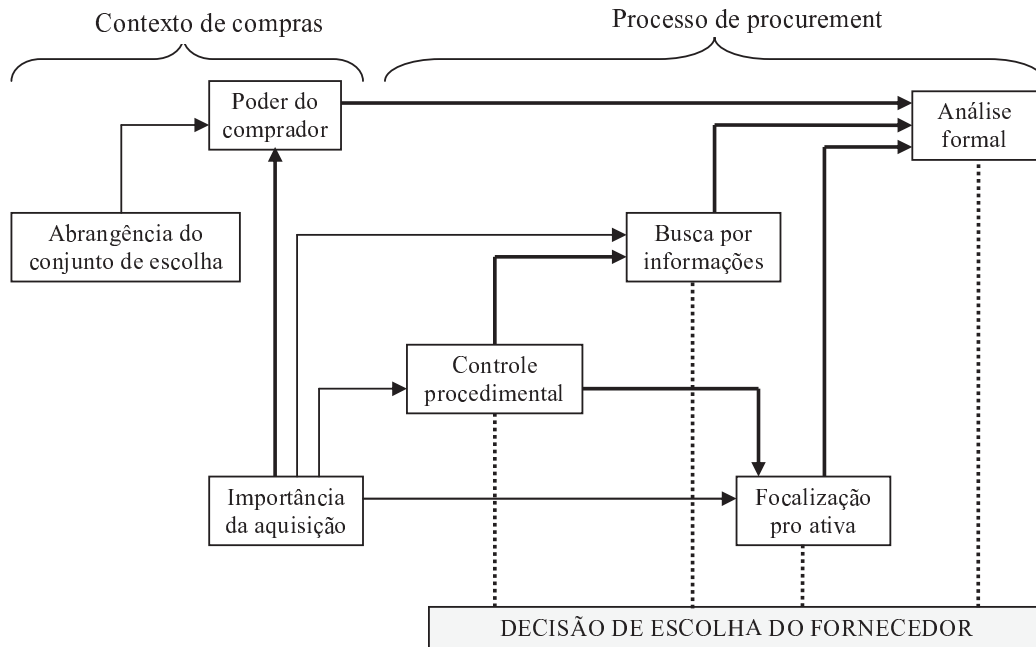 Contexto de compras
Processo de procurement
Poder do
comprador
Análise
formal
Abrangência do
conjunto de escolha
Busca por
informações
Controle
procedimental
Importância
da aquisição
Focalização
pro ativa
DECISÃO DE ESCOLHA DO FORNECEDOR